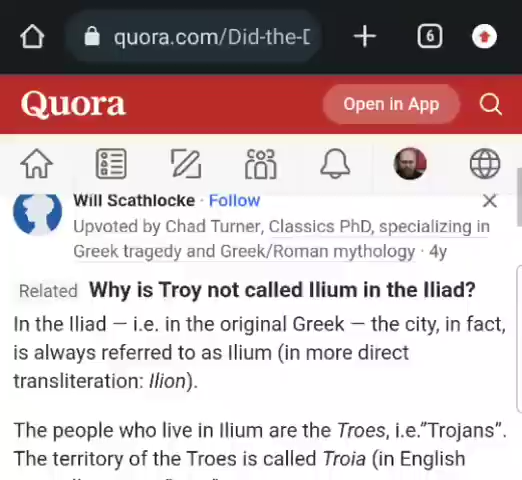 quora.com/Did-the-
6
Quora
Open in App
Will Scathlocke · Follow
Upvoted by Chad Turner, Classics PhD, specializing in
Greek tragedy and Greek/Roman mythology · 4y
Related Why is Troy not called Ilium in the Iliad?
In the Iliad — i.e. in the original Greek — the city, in fact,
is always referred to as Ilium (in more direct
transliteration: Ilion).
The people who live in Ilium are the Troes, i.e."Trojans".
The territory of the Troes is called Troia (in English